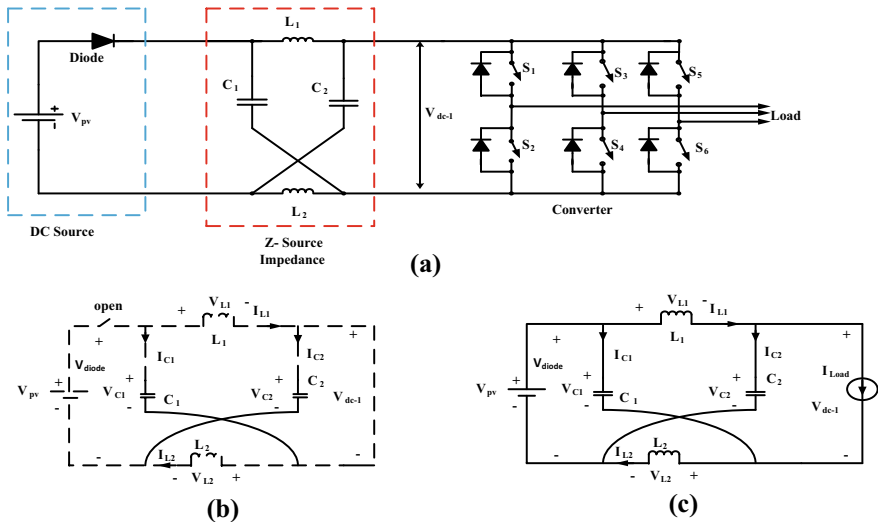 L1
Diode
C1
C2
Vpv
+
-
Vdc-1
S1
S3
S5
S2
S4
S6
Load
L2
DC Source
Z- Source
Impedance
Converter
(a)
open
+ VL1 -
IL1
L1
+
+
IC1
IC2
Vdiode
Vpv
+
-
VC1
+
-
C1
VC2
+
-
C2
Vdc-1
-
-
IL2
L2
- VL2 +
(b)
+ VL1 -
IL1
L1
+
+
IC1
IC2
Vdiode
Vpv
+
-
VC1
+
-
C1
VC2
+
-
C2
ILoad
Vdc-1
-
-
IL2
L2
- VL2 +
(c)